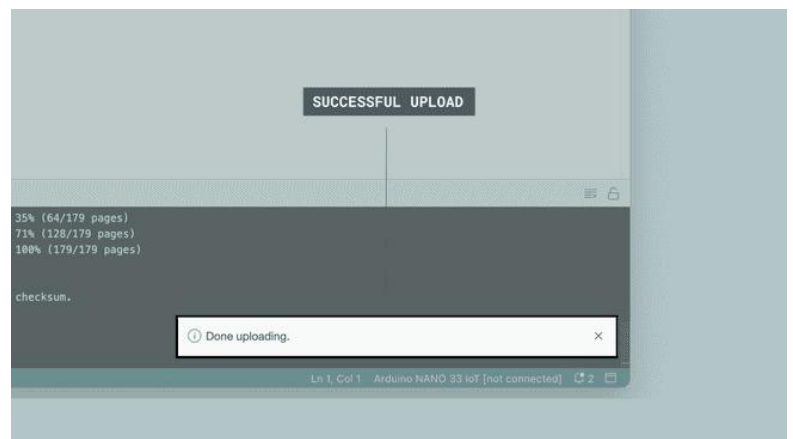 SUCCESSFUL UPLOAD
35% (64/179 pages)
71% (128/179 pages)
100% (179/179 pages)
checksum.
Done uploading.
Ln 1, Col 1 Arduino NANO 33 IoT [not connected] 2